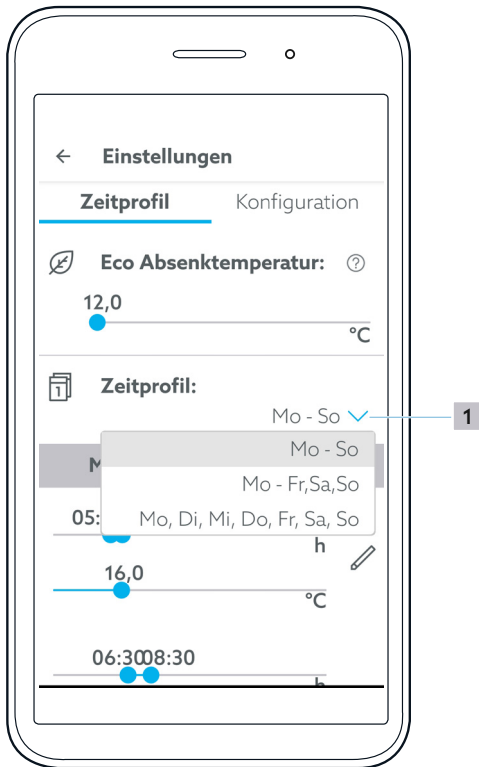 ← Einstellungen
Zeitprofil Konfiguration
Eco Absenktemperatur: ?
12,0
°C
1 Zeitprofil:
Mo - So 1
Mo - So
Mo - Fr,Sa,So
05: Mo, Di, Mi, Do, Fr, Sa, So
h
16,0
°C
06:30 08:30